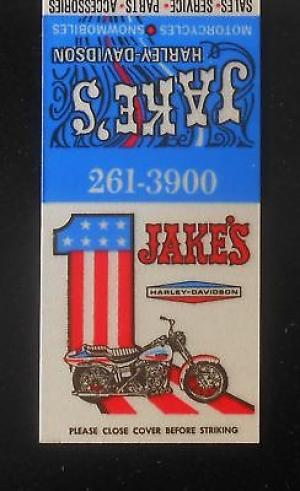 SALES • SERVICE • PARTS • ACCESSORIES
MOTORCYCLES • SNOWMOBILES
HARLEY-DAVIDSON
JAKE'S
261-3900
1
JAKE'S
HARLEY-DAVIDSON
PLEASE CLOSE COVER BEFORE STRIKING